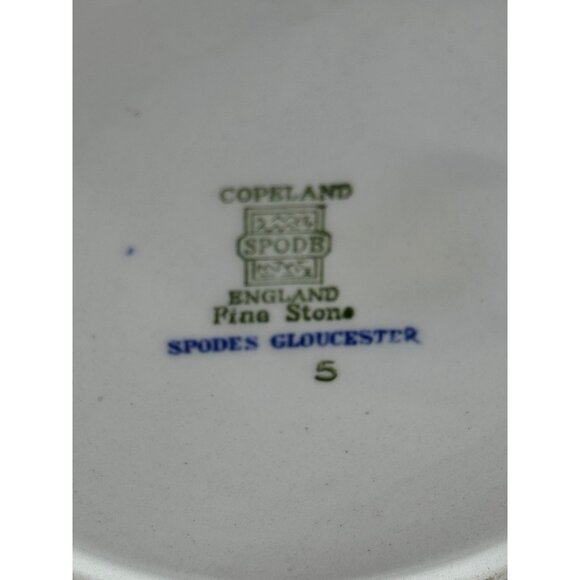 COPELAND
SPODE
ENGLAND
Fine Stone
SPODES GLOUCESTER
5